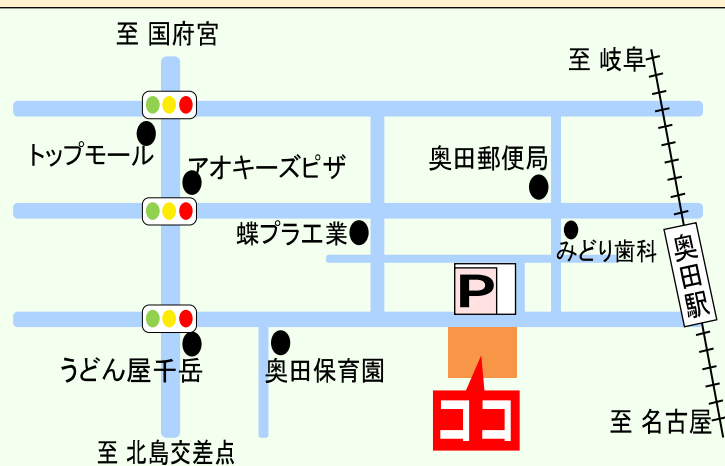 至 国府宮
至 岐阜
トップモール
アオキーズピザ
奥田郵便局
蝶プラ工業
みどり歯科
奥田駅
P
うどん屋千岳
奥田保育園
ココ
至 名古屋
至 北島交差点